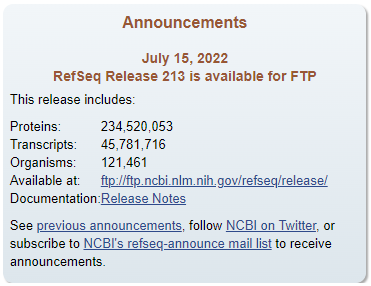 Announcements
July 15, 2022
RefSeq Release 213 is available for FTP
This release includes:
Proteins: 234,520,053
Transcripts: 45,781,716
Organisms: 121,461
Available at: ftp://ftp.ncbi.nlm.nih.gov/refseq/release/
Documentation:Release Notes
See previous announcements, follow NCBI on Twitter, or
subscribe to NCBI's refseq-announce mail list to receive
announcements.